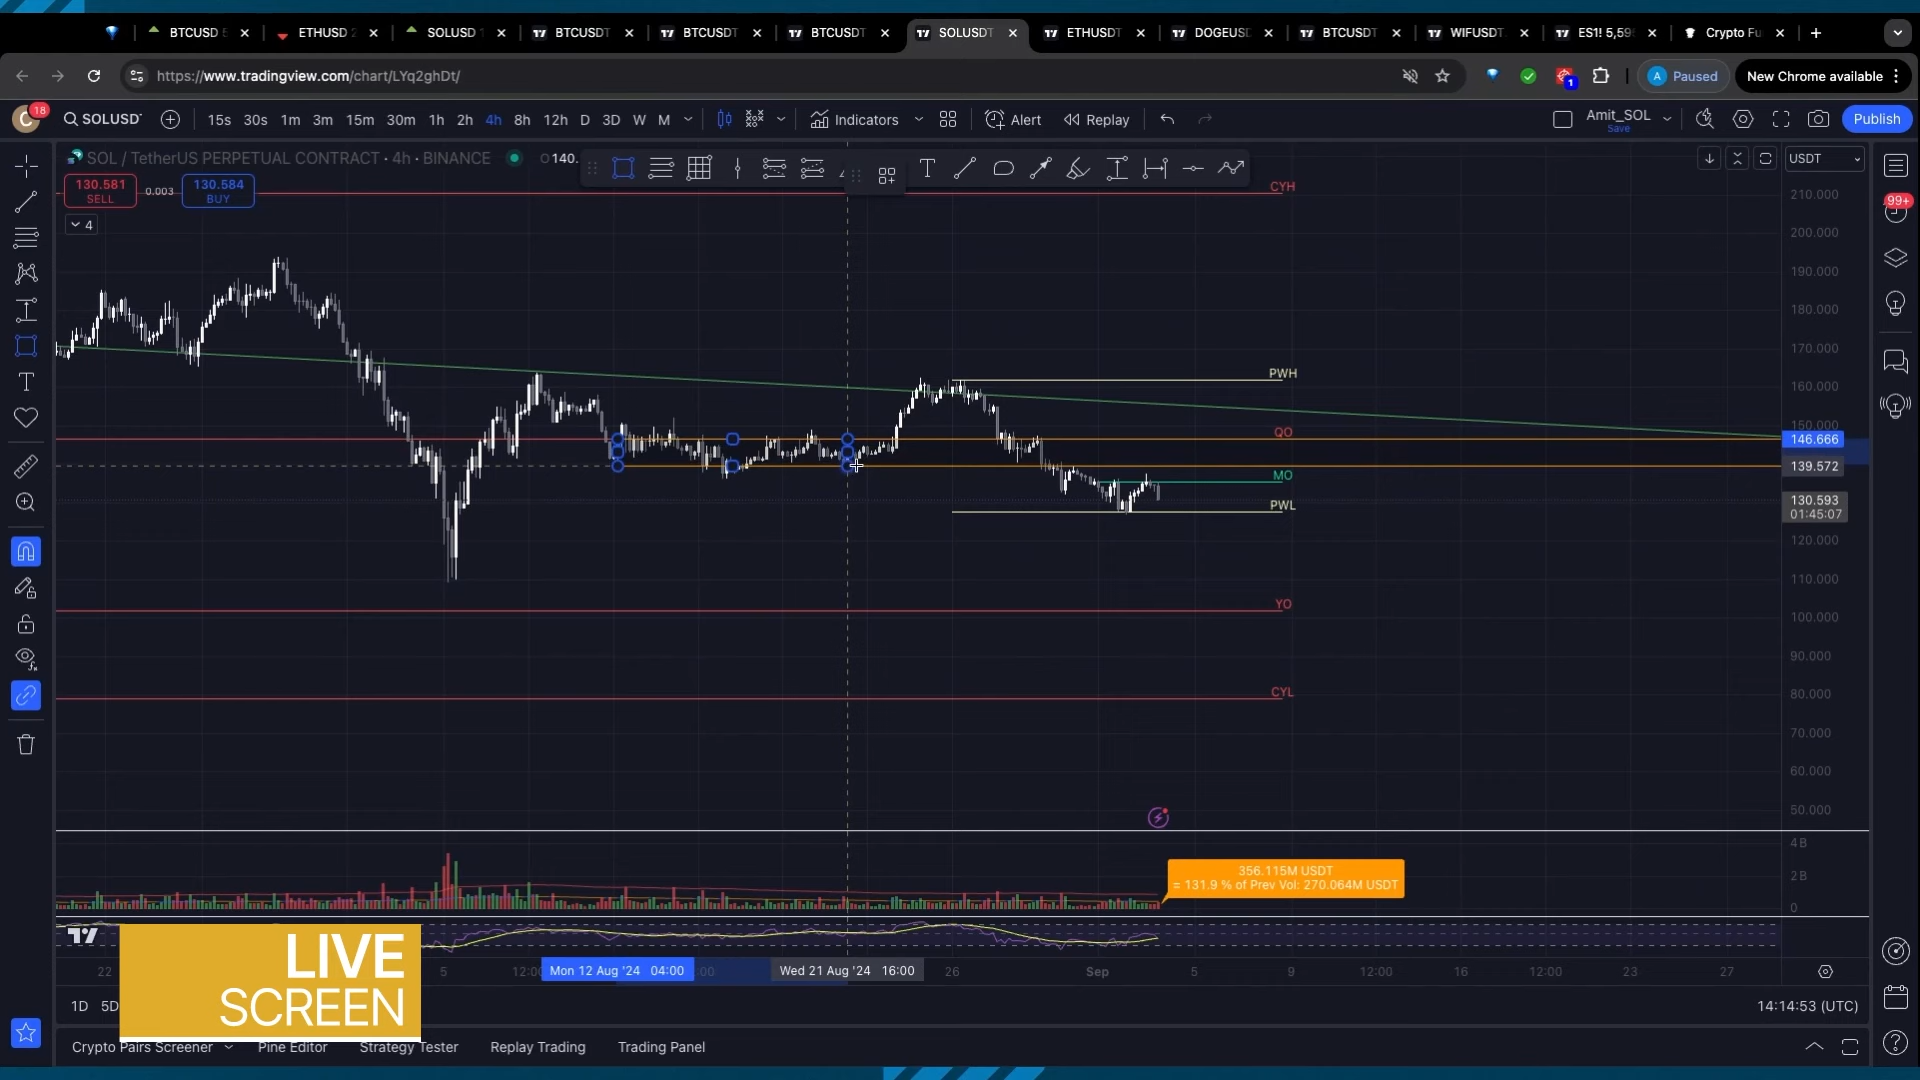 BTCUSD 5
ETHUSD 2
SOLUSD 1
BTCUSDT
BTCUSDT
BTCUSDT
SOLUSDT
ETHUSDT
DOGEUSD
BTCUSDT
WIFUSDT
ES1! 5,59
Crypto Fu
https://www.tradingview.com/chart/LYq2ghDt/
1
A
Paused
New Chrome available
C
18
SOLUSDT
15s 30s 1m 3m 15m 30m 1h 2h 4h 8h 12h D 3D W M
Indicators
Alert
Replay
Amit_SOL
Save
Publish
SOL / TetherUS PERPETUAL CONTRACT · 4h · BINANCE
O140.
USDT
130.581
SELL
0.003
130.584
BUY
4
CYH
PWH
QO
MO
PWL
YO
CYL
99+
210.000
200.000
190.000
180.000
170.000
160.000
150.000
146.666
139.572
130.593
01:45:07
120.000
110.000
100.000
90.000
80.000
70.000
60.000
50.000
4B
2B
0
356.115M USDT
= 131.9 % of Prev Vol: 270.064M USDT
22
5
12:00
Mon 12 Aug '24 04:00
:00
Wed 21 Aug '24 16:00
26
Sep
5
9
12:00
16
12:00
23
27
LIVE
SCREEN
1D
5D
14:14:53 (UTC)
Crypto Pairs Screener
Pine Editor
Strategy Tester
Replay Trading
Trading Panel